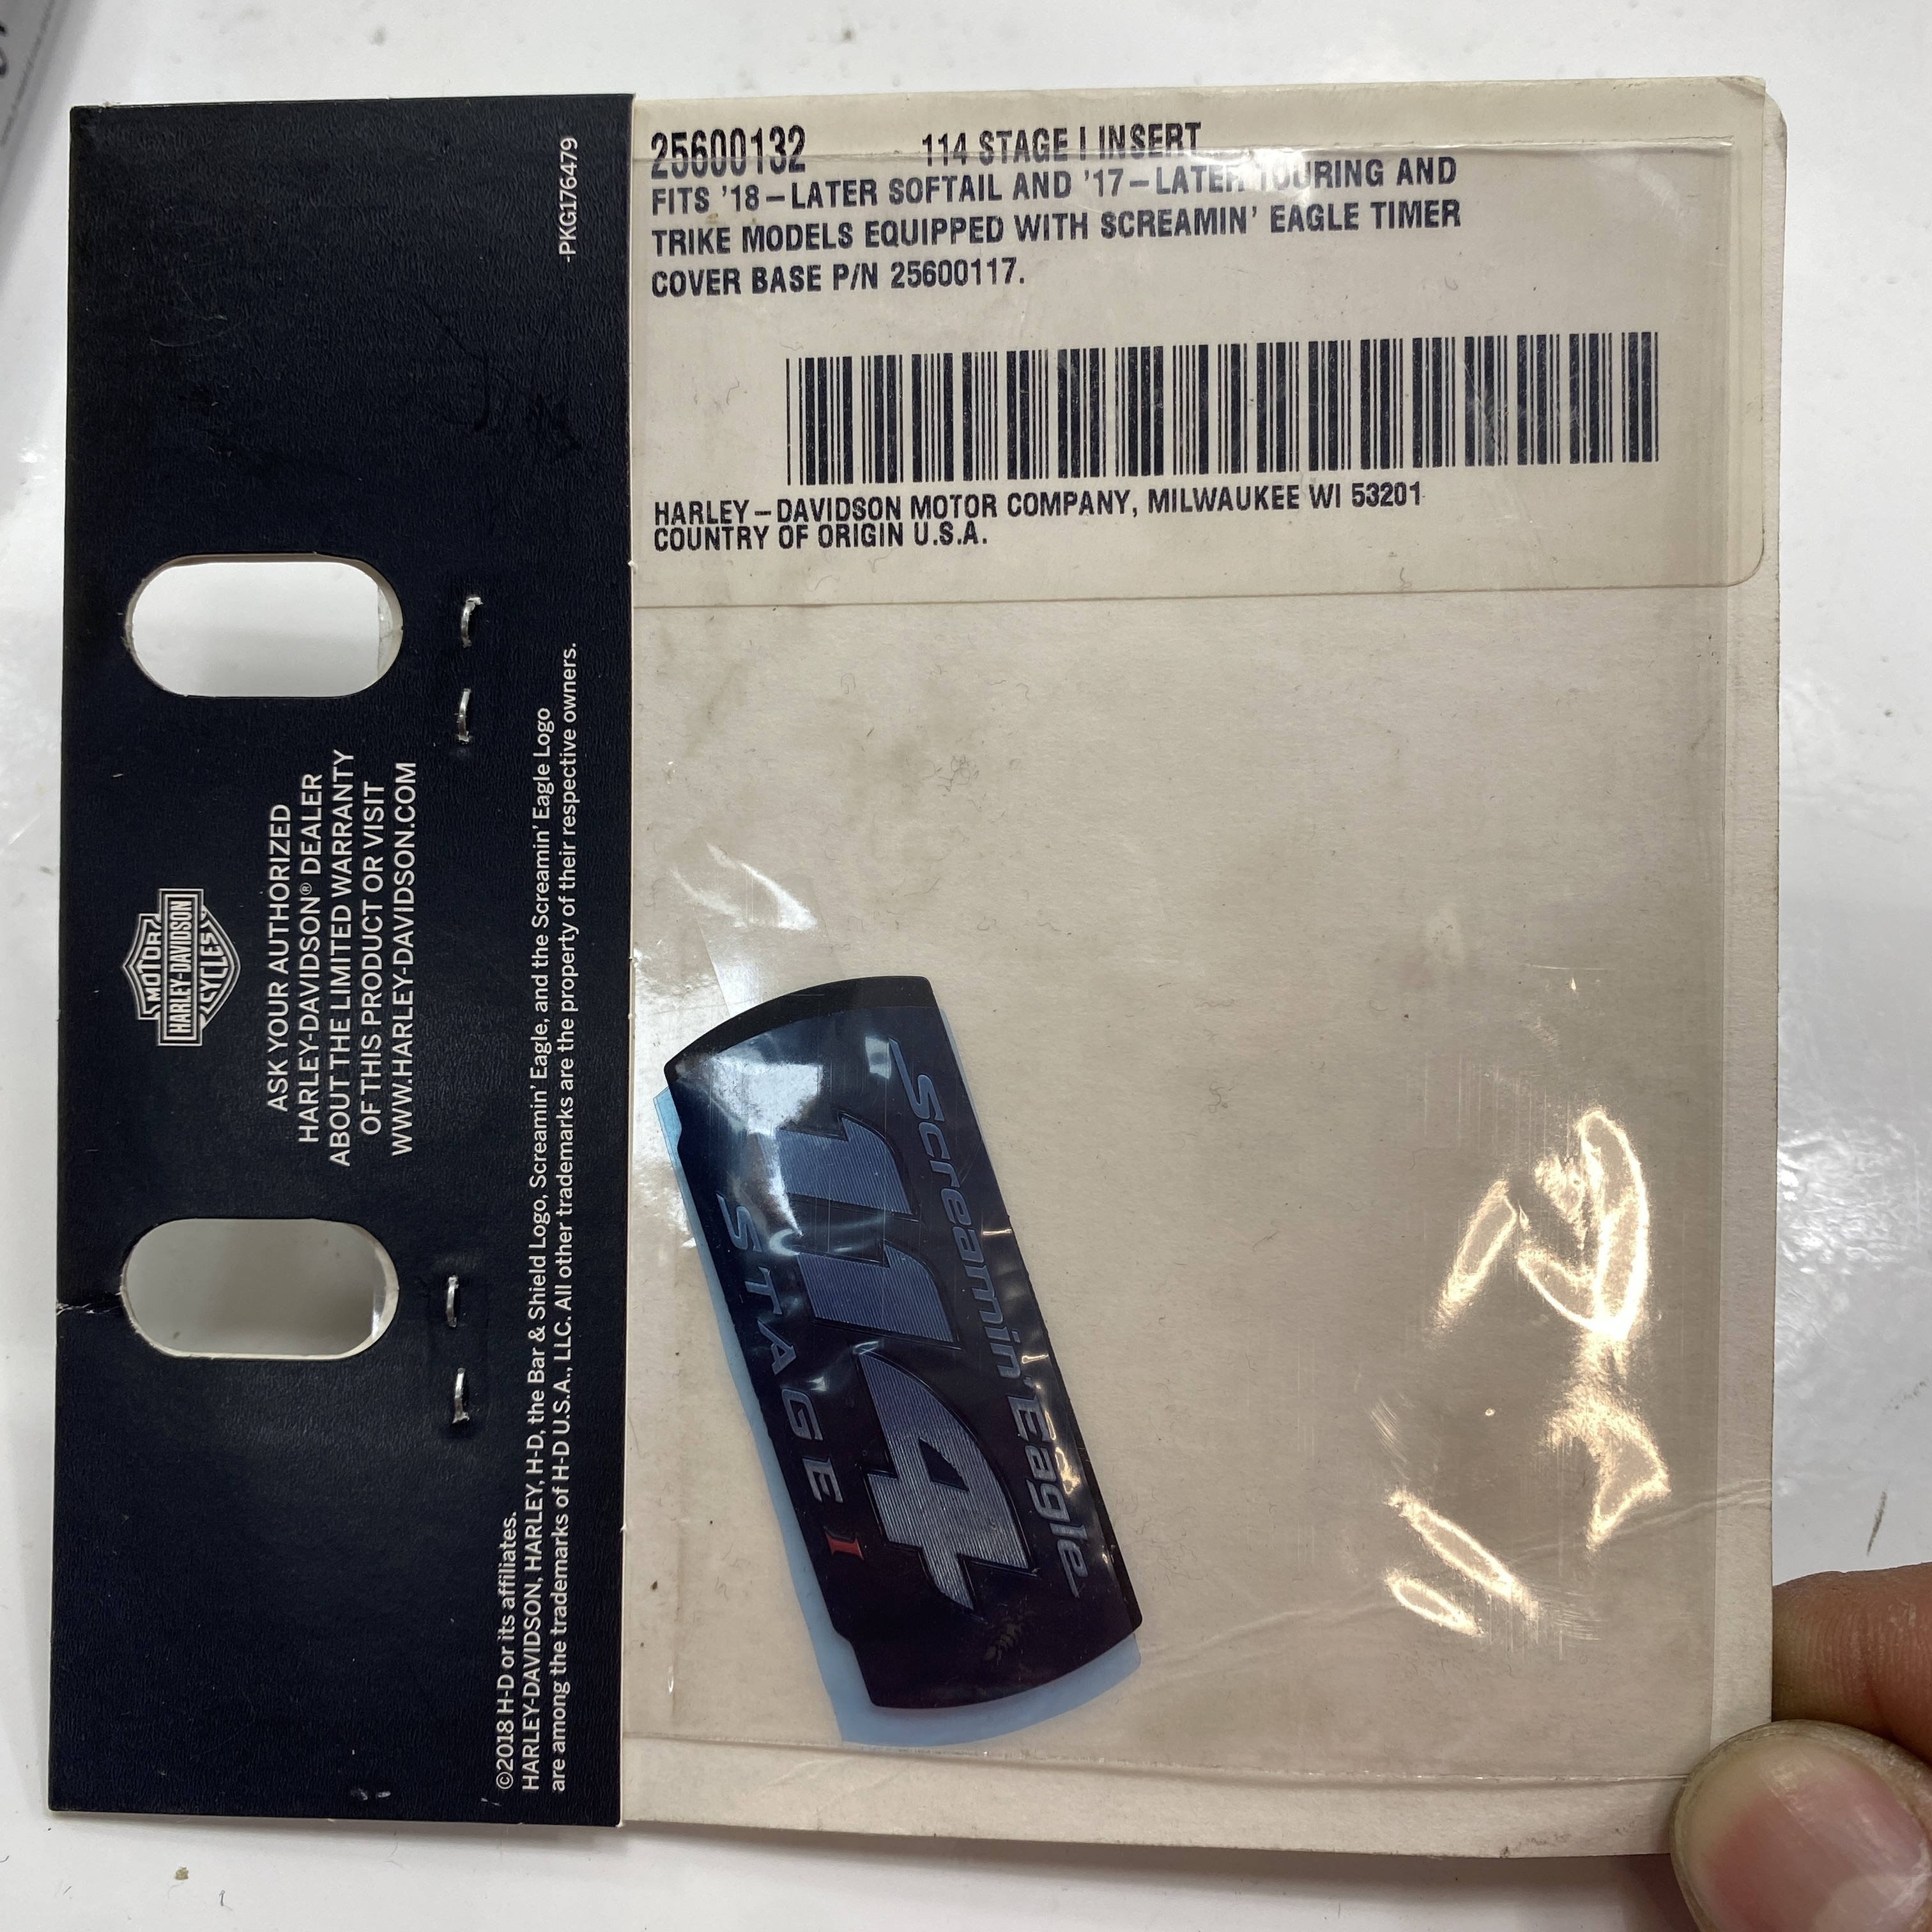 25600132 114 STAGE I INSERT
FITS '18–LATER SOFTAIL AND '17–LATER TOURING AND
TRIKE MODELS EQUIPPED WITH SCREAMIN' EAGLE TIMER
COVER BASE P/N 25600117.
HARLEY–DAVIDSON MOTOR COMPANY, MILWAUKEE WI 53201
COUNTRY OF ORIGIN U.S.A.
-PKG176479
MOTOR
HARLEY-DAVIDSON
CYCLES
ASK YOUR AUTHORIZED
HARLEY-DAVIDSON® DEALER
ABOUT THE LIMITED WARRANTY
OF THIS PRODUCT OR VISIT
WWW.HARLEY-DAVIDSON.COM
©2018 H-D or its affiliates.
HARLEY-DAVIDSON, HARLEY, H-D, the Bar & Shield Logo, Screamin' Eagle, and the Screamin' Eagle Logo
are among the trademarks of H-D U.S.A., LLC. All other trademarks are the property of their respective owners.
Screamin' Eagle
114
STAGE I